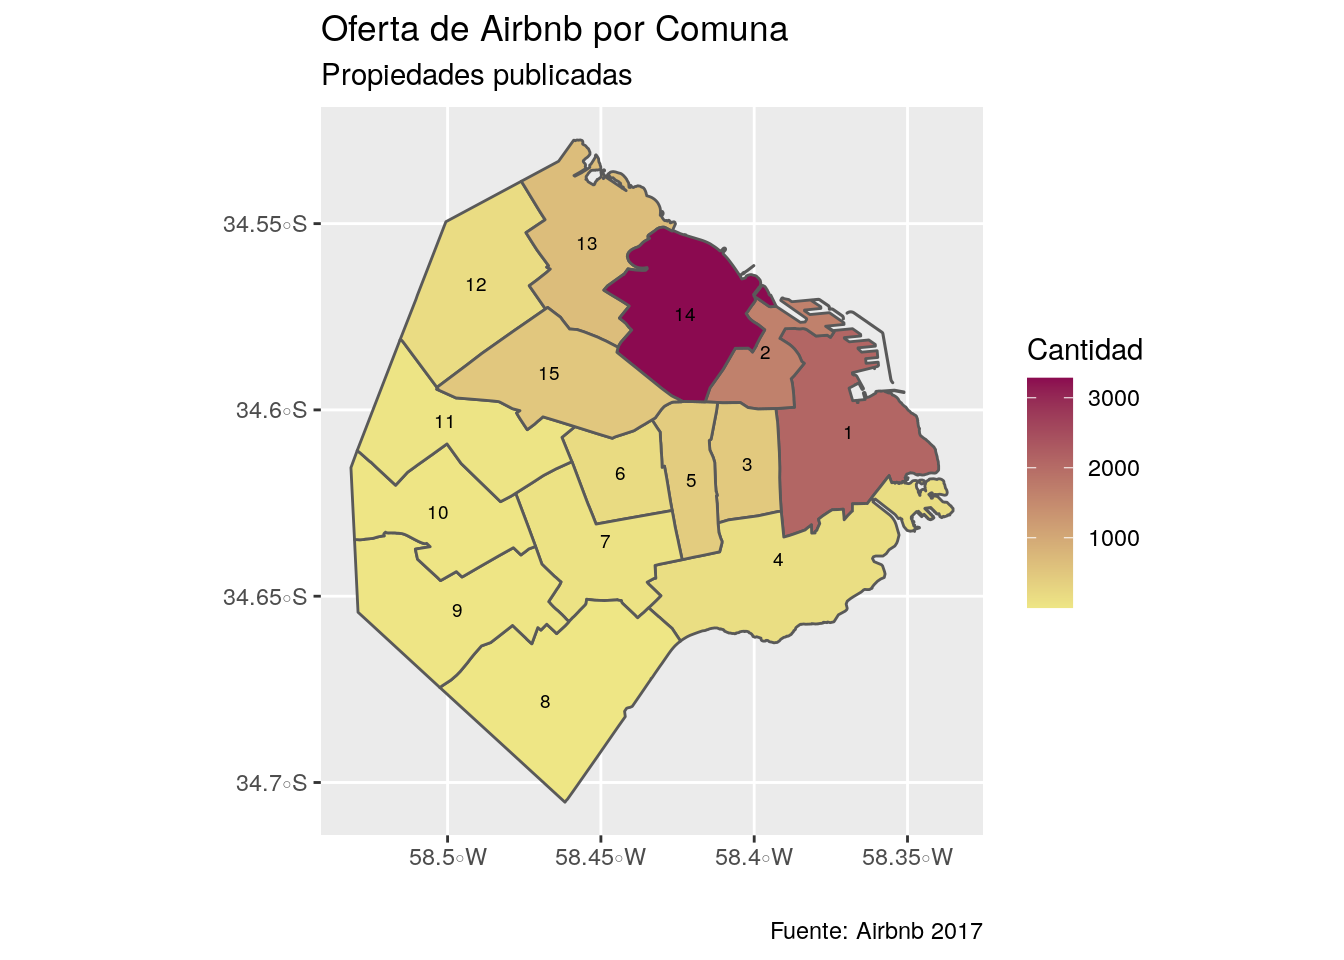 Oferta de Airbnb por Comuna
Propiedades publicadas
34.55°S
34.6°S
34.65°S
34.7°S
13
12
14
2
15
1
11
3
6
5
10
7
4
9
8
58.5°W
58.45°W
58.4°W
58.35°W
Cantidad
3000
2000
1000
Fuente: Airbnb 2017